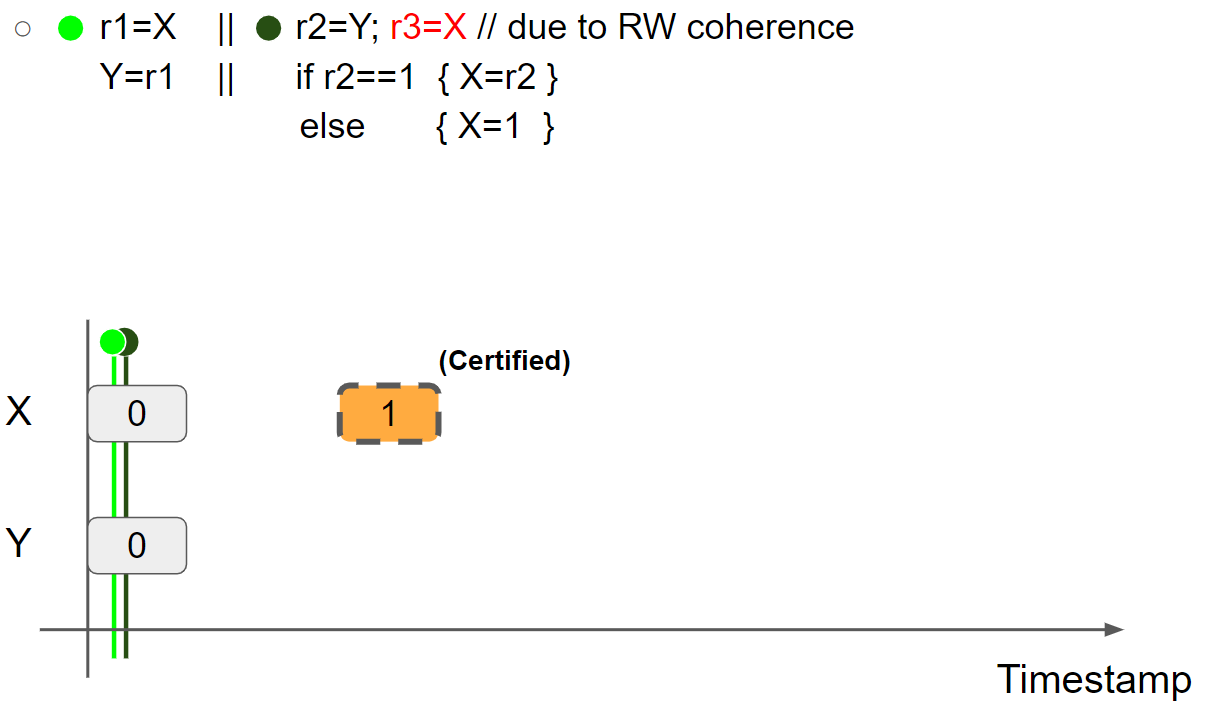 r1=X || r2=Y; r3=X // due to RW coherence
Y=r1 || if r2==1 { X=r2 }
else { X=1 }
(Certified)
X 0 1
Y 0
Timestamp